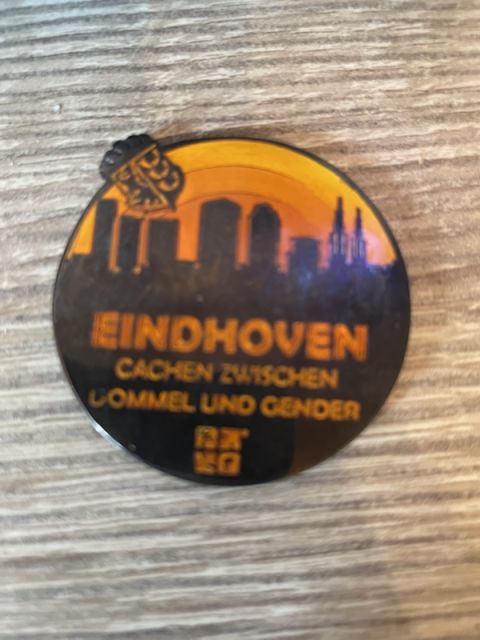 EINDHOVEN
CACHEN ZWISCHEN
DOMMEL UND GENDER